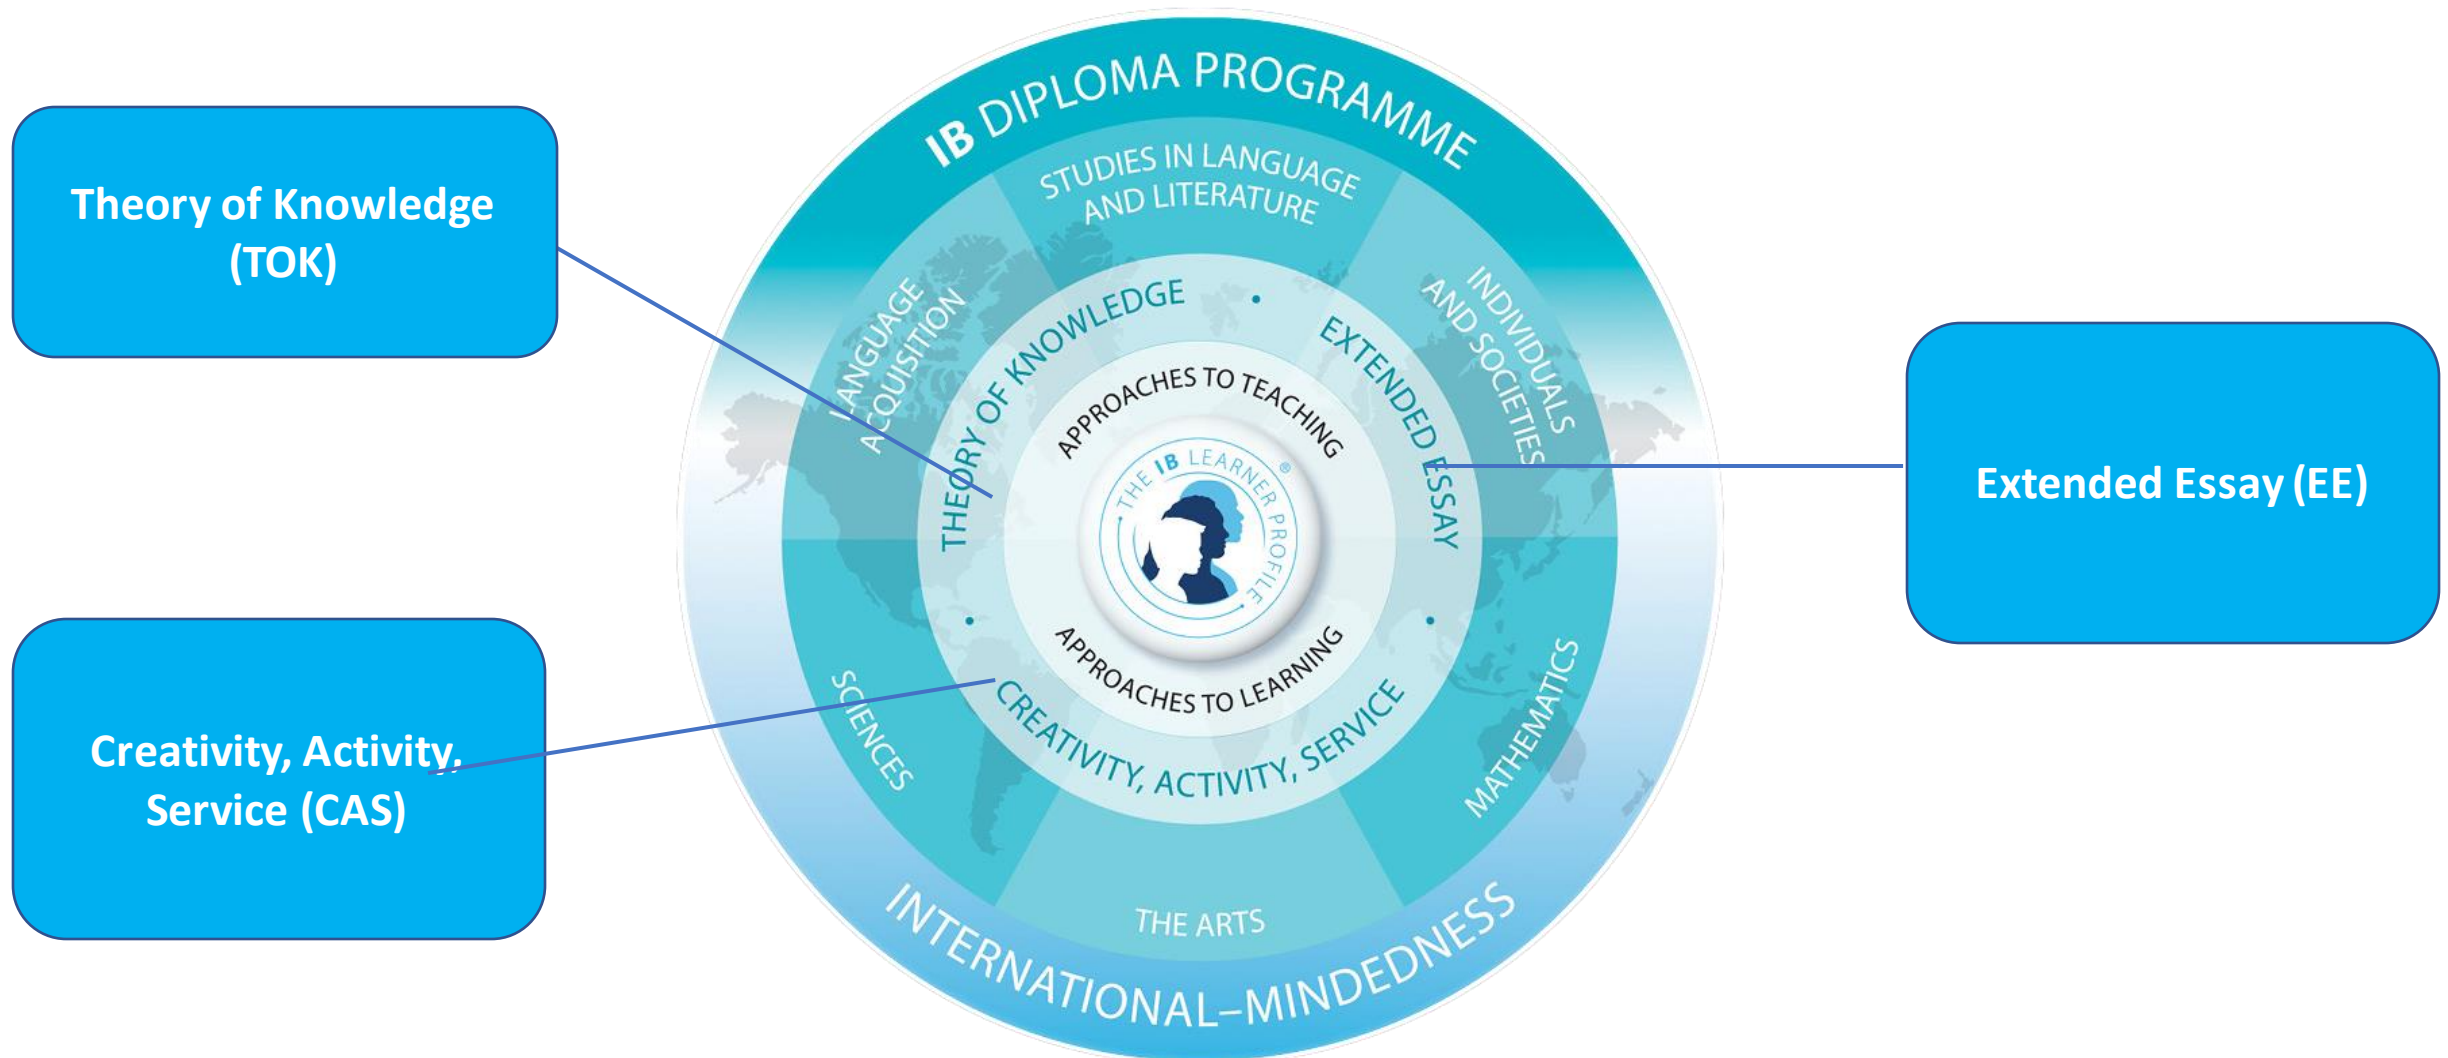 IB DIPLOMA PROGRAMME
Theory of Knowledge
(TOK)
STUDIES IN LANGUAGE
AND LITERATURE
LANGUAGE
ACQUISITION
INDIVIDUALS
AND SOCIETIES
THEORY OF KNOWLEDGE
•
EXTENDED ESSAY
APPROACHES TO TEACHING
• THE IB LEARNER PROFILE • ®
Extended Essay (EE)
•
•
APPROACHES TO LEARNING
CREATIVITY, ACTIVITY, SERVICE
SCIENCES
MATHEMATICS
Creativity, Activity,
Service (CAS)
THE ARTS
INTERNATIONAL–MINDEDNESS